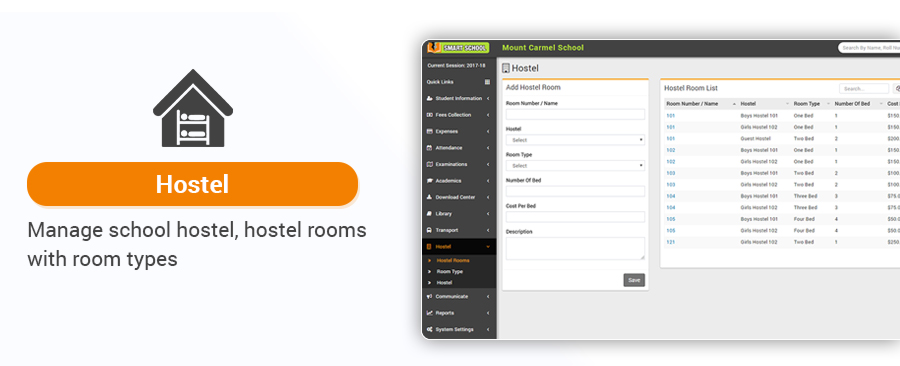 Hostel
Manage school hostel, hostel rooms
with room types
SMART SCHOOL
Mount Carmel School
Search By Name, Roll Nu
Current Session: 2017-18
Quick Links
Student Information
Fees Collection
Expenses
Attendance
Examinations
Academics
Download Center
Library
Transport
Hostel
Hostel Rooms
Room Type
Hostel
Communicate
Reports
System Settings
Hostel
Add Hostel Room
Room Number / Name
Hostel
Select
Room Type
Select
Number Of Bed
Cost Per Bed
Description
Save
Hostel Room List
Search...
Room Number / Name Hostel Room Type Number Of Bed Cost
101 Boys Hostel 101 One Bed 1 $150.
101 Girls Hostel 102 One Bed 1 $150.
101 Guest Hostel Two Bed 2 $200.
102 Boys Hostel 101 One Bed 1 $150.
102 Girls Hostel 102 One Bed 1 $150.
103 Boys Hostel 101 Two Bed 2 $100.
103 Girls Hostel 102 Two Bed 2 $100.
104 Boys Hostel 101 Three Bed 3 $75.0
104 Girls Hostel 102 Three Bed 3 $75.0
105 Boys Hostel 101 Four Bed 4 $50.0
105 Girls Hostel 102 Four Bed 4 $50.0
121 Girls Hostel 102 Two Bed 1 $250.